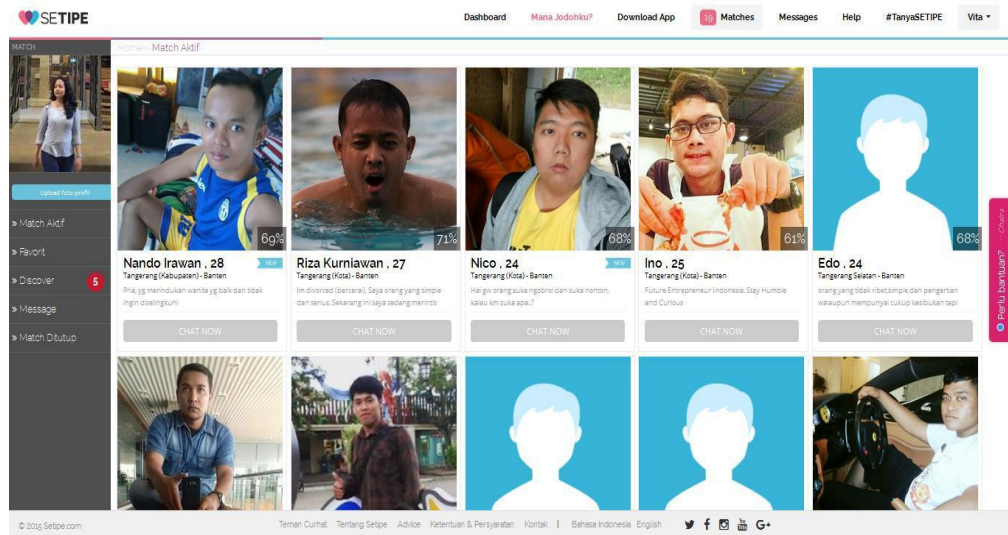 SETIPE
Dashboard
Mana Jodohku?
Download App
19 Matches
Messages
Help
#TanyaSETIPE
Vita
MATCH
Home » Match Aktif
Upload foto profil
» Match Aktif
» Favorit
» Discover 5
» Message
» Match Ditutup
69%
Nando Irawan , 28
NEW
Tangerang (Kabupaten) - Banten
Pria, yg merindukan wanita yg baik dan tidak
ingin diselingkuhi
CHAT NOW
71%
Riza Kurniawan , 27
Tangerang (Kota) - Banten
Im divorced (bercerai), Saya orang yang simple
dan serius. Sekarang ini saya sedang merintis
CHAT NOW
68%
Nico , 24
NEW
Tangerang (Kota) - Banten
Hai gw orang suka ngobrol dan suka nonton,
kalau km suka apa..?
CHAT NOW
61%
Ino , 25
Tangerang (Kota) - Banten
Future Entrepreneur Indonesia. Stay Humble
and Curious
CHAT NOW
68%
Edo , 24
Tangerang Selatan - Banten
orang yang tidak ribet,simple,dan pengertian
walaupun mempunyai cukup kasibukan tapi
CHAT NOW
Perlu bantuan? - Chatra
© 2015 Setipe.com
Teman Curhat Tentang Setipe Advice Ketentuan & Persyaratan Kontak | Bahasa Indonesia English